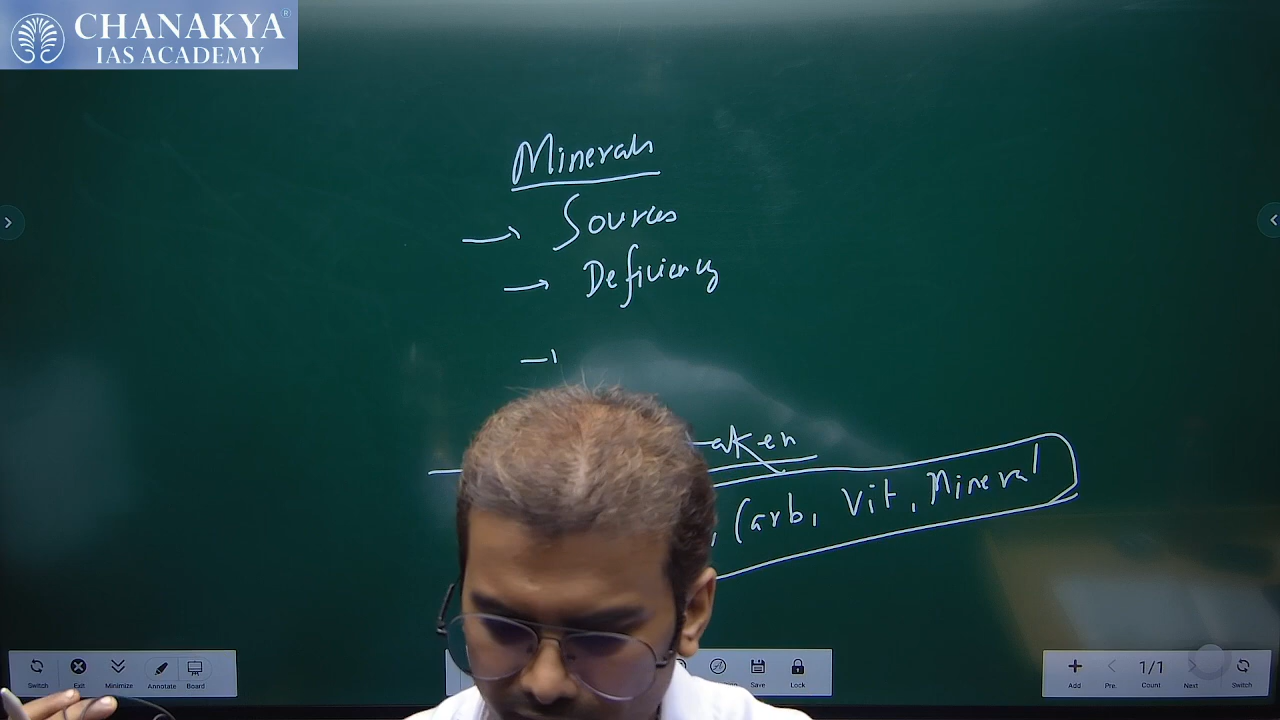 CHANAKYA®
IAS ACADEMY
Minerals
→ Sources
→ Deficiency
aken
, Carb, Vit, Mineral
Switch Exit Minimize Annotate Board
Save Lock
Add Pre. 1/1 Count Next Switch